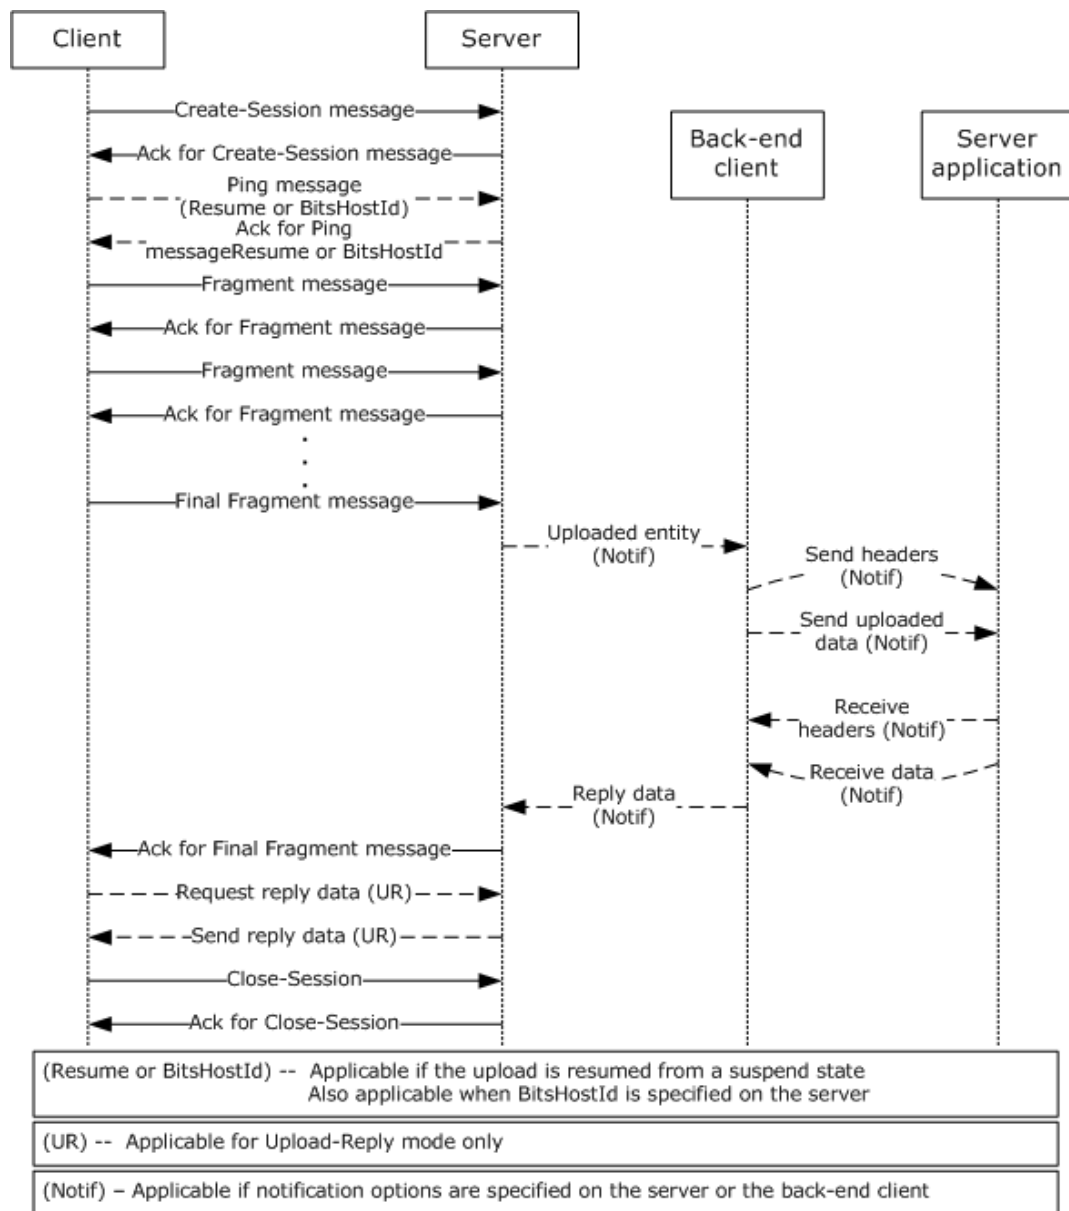 Client
Server
Create-Session message
Back-end
client
Server
application
Ack for Create-Session message
Ping message
(Resume or BitsHostId)
Ack for Ping
messageResume or BitsHostId
Fragment message
Ack for Fragment message
Fragment message
Ack for Fragment message
.
.
.
Final Fragment message
Uploaded entity
(Notif)
Send headers
(Notif)
Send uploaded
data (Notif)
Receive
headers (Notif)
Receive data
(Notif)
Reply data
(Notif)
Ack for Final Fragment message
Request reply data (UR)
Send reply data (UR)
Close-Session
Ack for Close-Session
(Resume or BitsHostId) -- Applicable if the upload is resumed from a suspend state
Also applicable when BitsHostId is specified on the server
(UR) -- Applicable for Upload-Reply mode only
(Notif) – Applicable if notification options are specified on the server or the back-end client